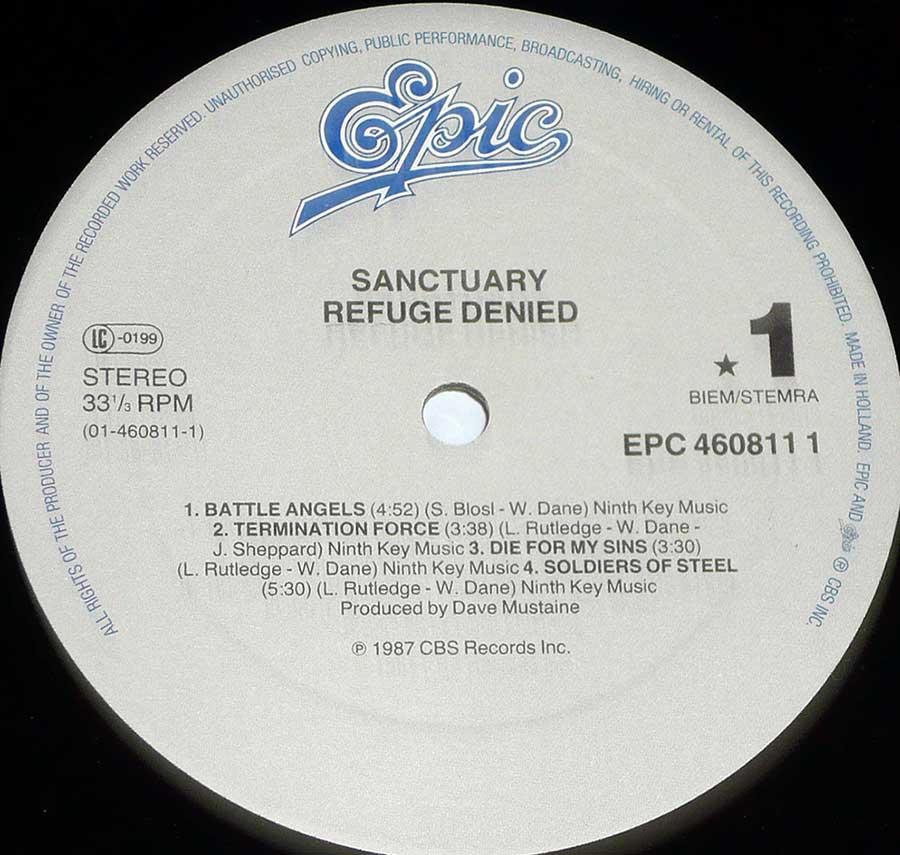 ALL RIGHTS OF THE PRODUCER AND OF THE OWNER OF THE RECORDED WORK RESERVED. UNAUTHORISED COPYING, PUBLIC PERFORMANCE, BROADCASTING, HIRING OR RENTAL OF THIS RECORDING PROHIBITED. MADE IN HOLLAND. EPIC AND Epic ℗ CBS INC.
Epic
SANCTUARY
REFUGE DENIED
LC -0199
STEREO
33 1/3 RPM
(01-460811-1)
★ 1
BIEM/STEMRA
EPC 460811 1
1. BATTLE ANGELS (4:52) (S. Blosl - W. Dane) Ninth Key Music
2. TERMINATION FORCE (3:38) (L. Rutledge - W. Dane -
J. Sheppard) Ninth Key Music 3. DIE FOR MY SINS (3:30)
(L. Rutledge - W. Dane) Ninth Key Music 4. SOLDIERS OF STEEL
(5:30) (L. Rutledge - W. Dane) Ninth Key Music
Produced by Dave Mustaine
℗ 1987 CBS Records Inc.